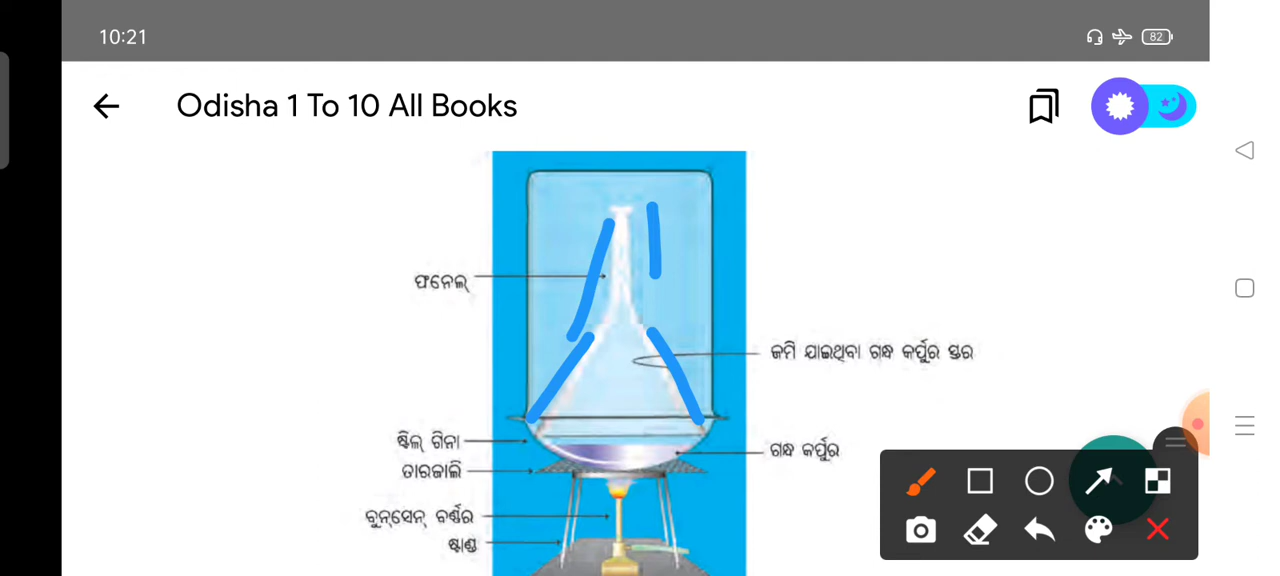 10:21
82
Odisha 1 To 10 All Books
ଫନେଲ୍
ଜମି ଯାଇଥିବା ଗନ୍ଧ କର୍ପୁର ସ୍ତର
ଷ୍ଟିଲ୍ ଗିନା
ଗନ୍ଧ କର୍ପୁର
ତାରଜାଲି
ବୁନ୍‌ସେନ୍ ବର୍ଣ୍ଣର
ଷ୍ଟାଣ୍ଡ